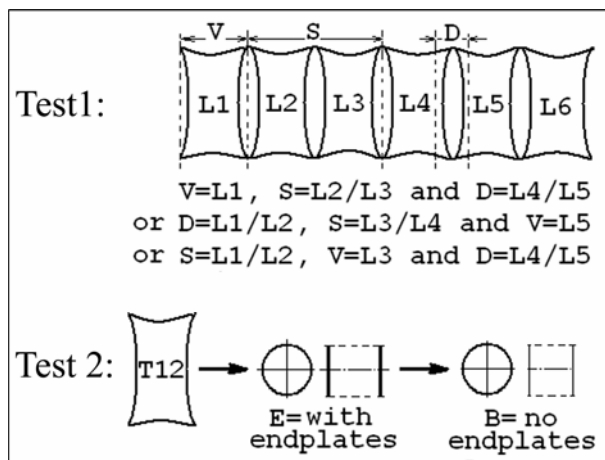 V S D
Test1:
L1 L2 L3 L4 L5 L6
V=L1, S=L2/L3 and D=L4/L5
or D=L1/L2, S=L3/L4 and V=L5
or S=L1/L2, V=L3 and D=L4/L5
Test 2:
T12
E=with
endplates
B=no
endplates